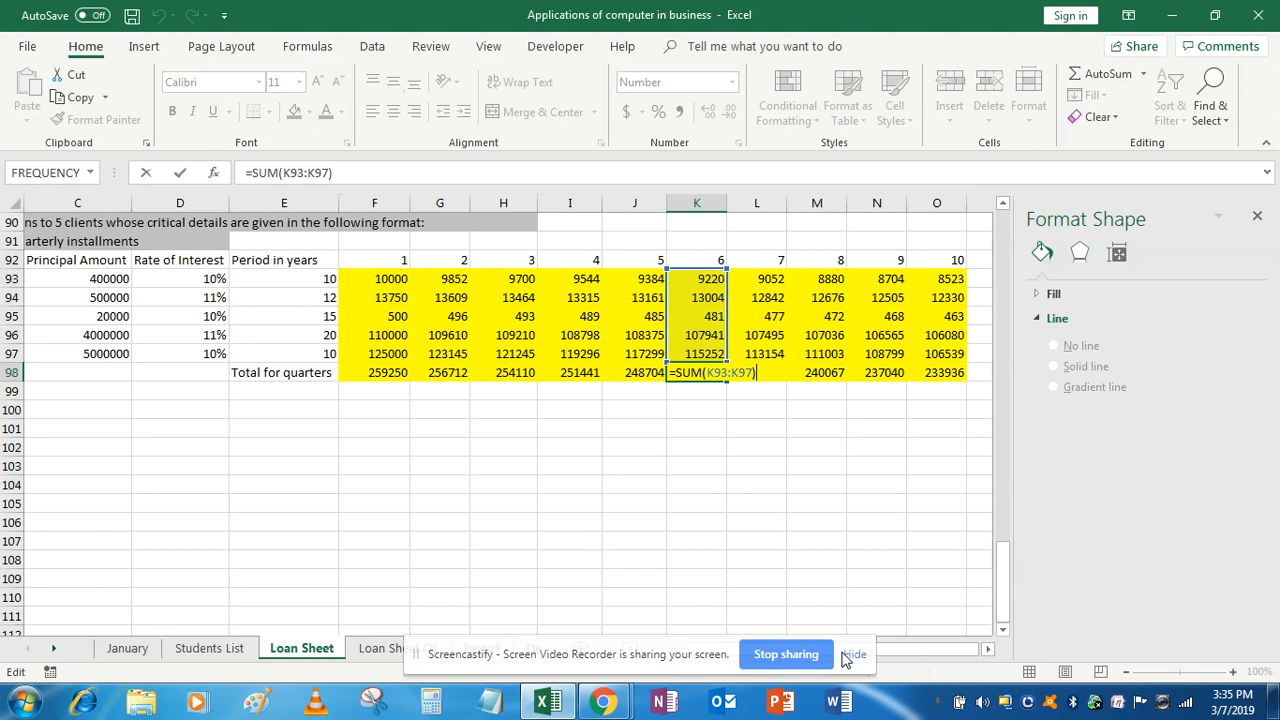 AutoSave Off
Applications of computer in business - Excel
Sign in
File Home Insert Page Layout Formulas Data Review View Developer Help Tell me what you want to do Share Comments
Paste
Cut
Copy
Format Painter
Clipboard
Calibri 11
B I U
Font
Wrap Text
Merge & Center
Alignment
Number
$ % ,
Number
Conditional Formatting
Format as Table
Cell Styles
Styles
Insert Delete Format
Cells
AutoSum
Fill
Clear
Sort & Filter
Find & Select
Editing
FREQUENCY fx =SUM(K93:K97)
C D E F G H I J K L M N O
90 ns to 5 clients whose critical details are given in the following format:
91 arterly installments
92 Principal Amount Rate of Interest Period in years 1 2 3 4 5 6 7 8 9 10
93 400000 10% 10 10000 9852 9700 9544 9384 9220 9052 8880 8704 8523
94 500000 11% 12 13750 13609 13464 13315 13161 13004 12842 12676 12505 12330
95 20000 10% 15 500 496 493 489 485 481 477 472 468 463
96 4000000 11% 20 110000 109610 109210 108798 108375 107941 107495 107036 106565 106080
97 5000000 10% 10 125000 123145 121245 119296 117299 115252 113154 111003 108799 106539
98 Total for quarters 259250 256712 254110 251441 248704 =SUM(K93:K97) 240067 237040 233936
99
100
101
102
103
104
105
106
107
108
109
110
111
112
Format Shape
Fill
Line
No line
Solid line
Gradient line
January Students List Loan Sheet Loan She
Screencastify - Screen Video Recorder is sharing your screen. Stop sharing Hide
Edit
100%
3:35 PM
3/7/2019